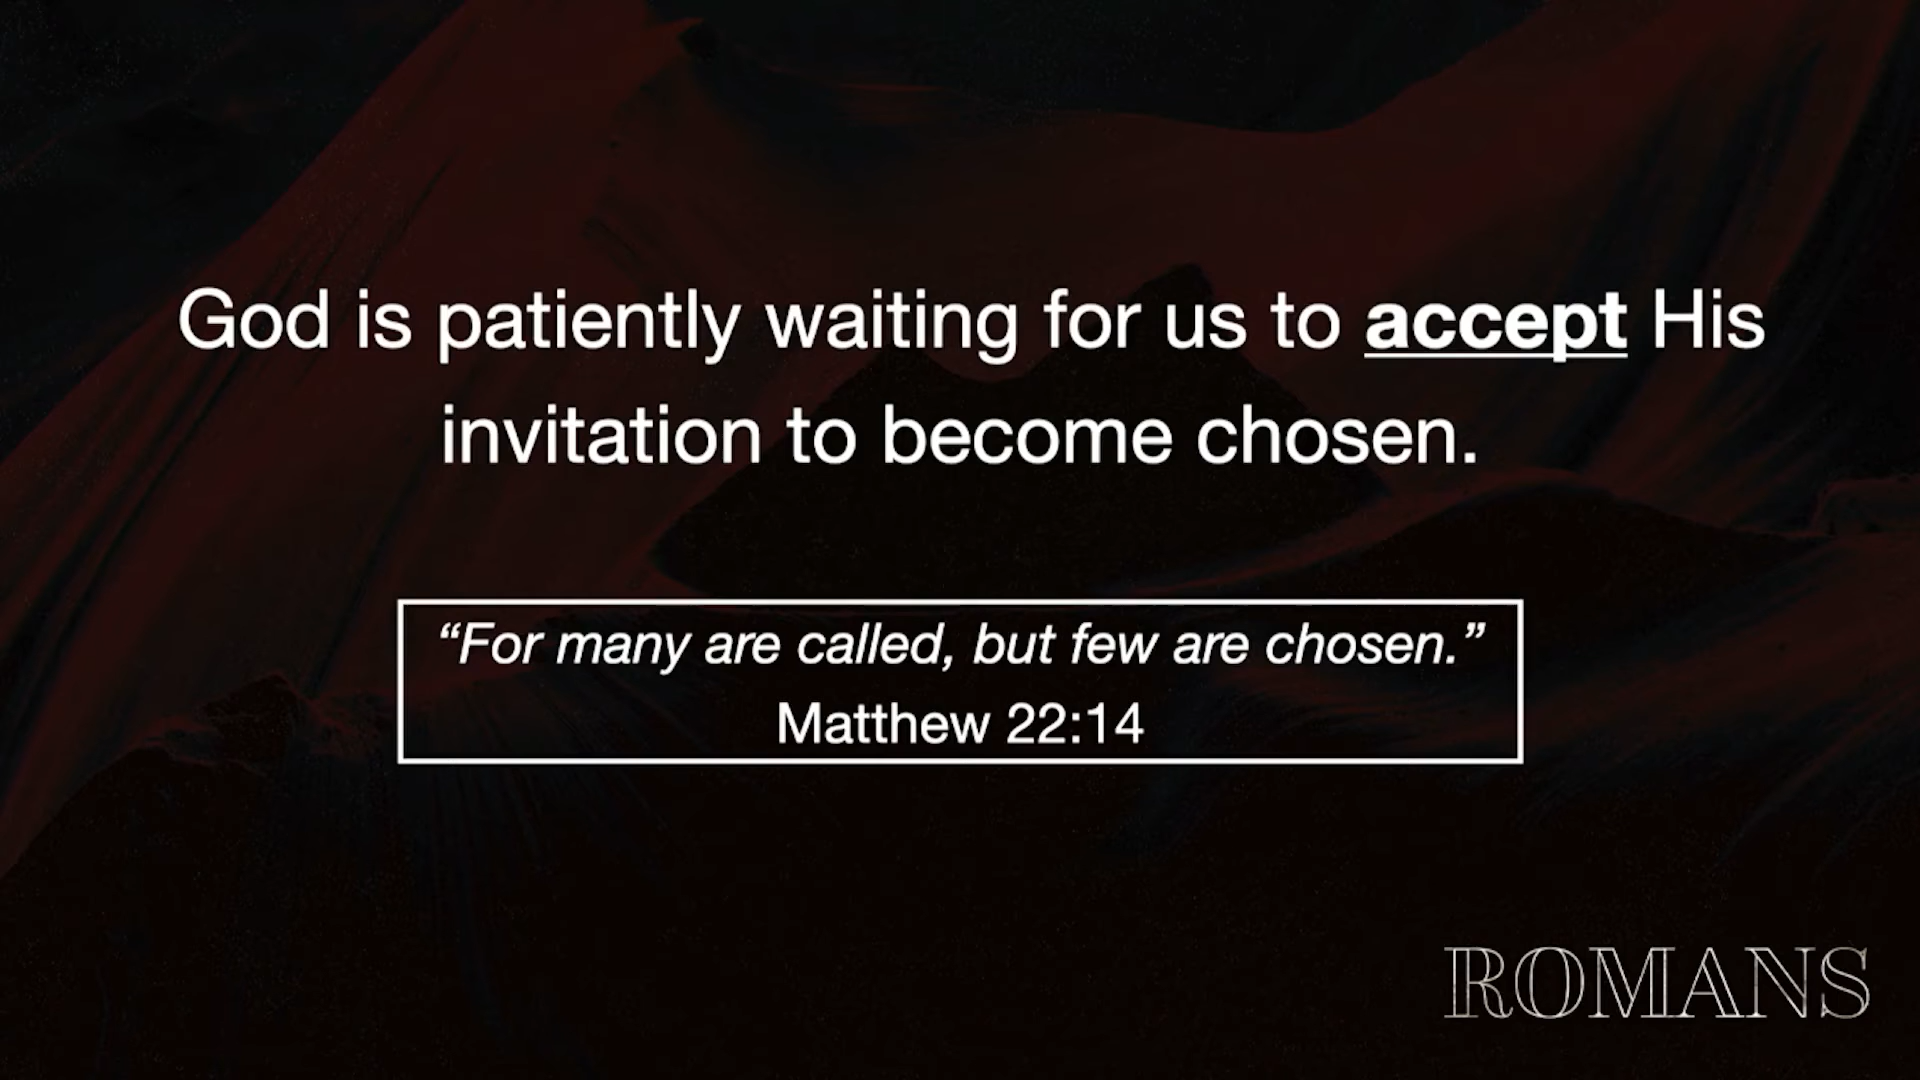 God is patiently waiting for us to accept His
invitation to become chosen.
“For many are called, but few are chosen.”
Matthew 22:14
ROMANS